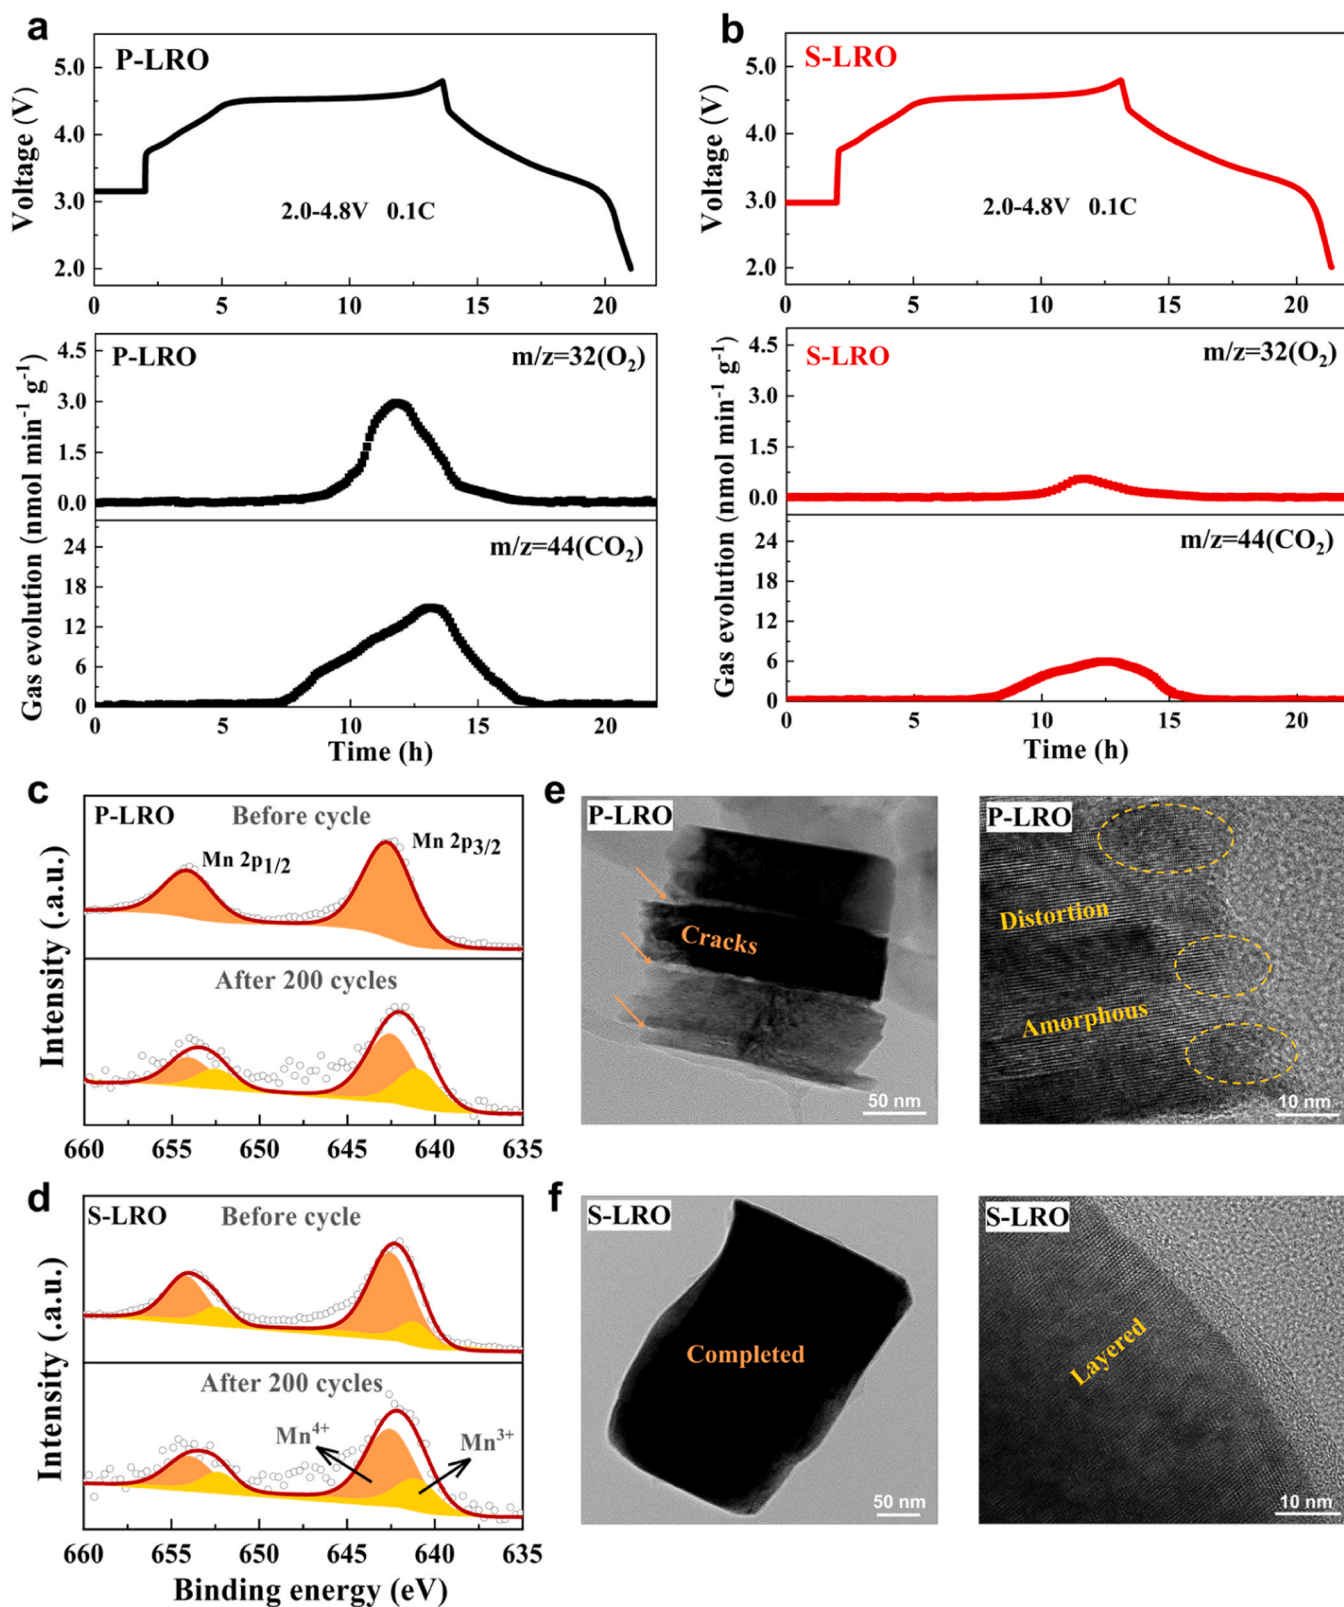 a
P-LRO
Voltage (V)
5.0
4.0
3.0
2.0
2.0-4.8V 0.1C
0 5 10 15 20
P-LRO
m/z=32(O2)
4.5
3.0
1.5
0.0
m/z=44(CO2)
24
18
12
6
0
Gas evolution (nmol min-1 g-1)
0 5 10 15 20
Time (h)
b
S-LRO
Voltage (V)
5.0
4.0
3.0
2.0
2.0-4.8V 0.1C
0 5 10 15 20
S-LRO
m/z=32(O2)
4.5
3.0
1.5
0.0
m/z=44(CO2)
24
18
12
6
0
Gas evolution (nmol min-1 g-1)
0 5 10 15 20
Time (h)
c
P-LRO
Before cycle
Mn 2p1/2
Mn 2p3/2
After 200 cycles
Intensity (.a.u.)
660 655 650 645 640 635
d
S-LRO
Before cycle
After 200 cycles
Mn4+
Mn3+
Intensity (.a.u.)
660 655 650 645 640 635
Binding energy (eV)
e
P-LRO
Cracks
50 nm
P-LRO
Distortion
Amorphous
10 nm
f
S-LRO
Completed
50 nm
S-LRO
Layered
10 nm